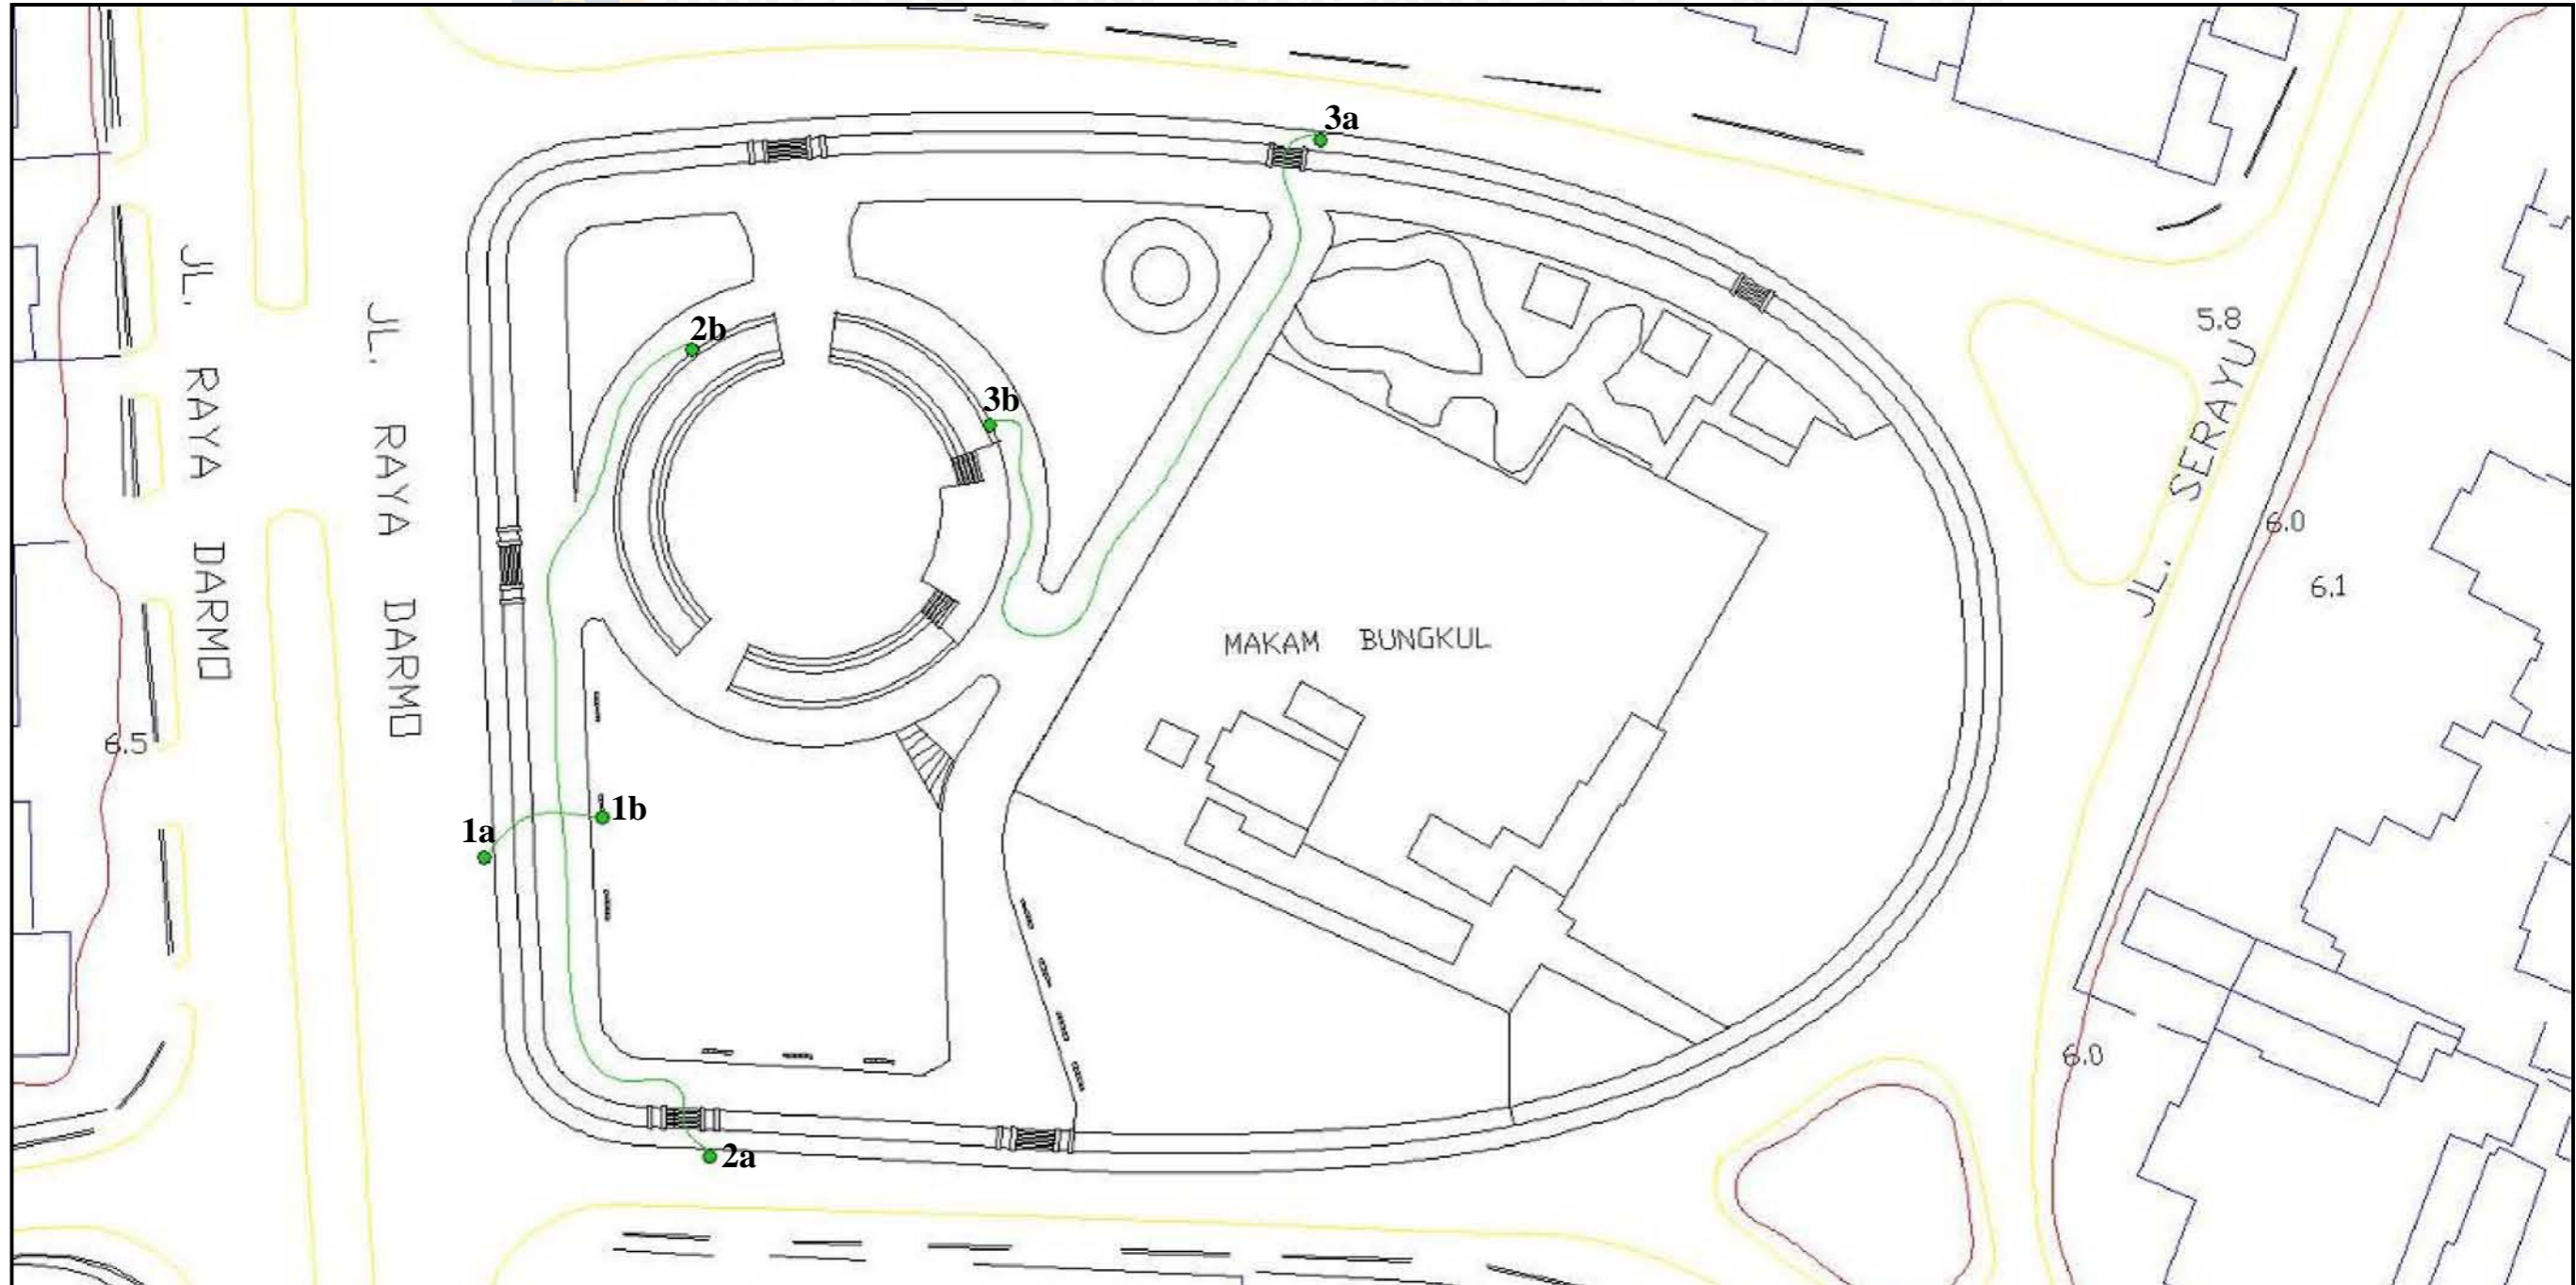 3a
JL. RAYA DARMO
JL. RAYA DARMO
5.8
2b
JL. SERAYU
3b
6.0
6.1
MAKAM BUNGKUL
6.5
1b
1a
6.0
2a